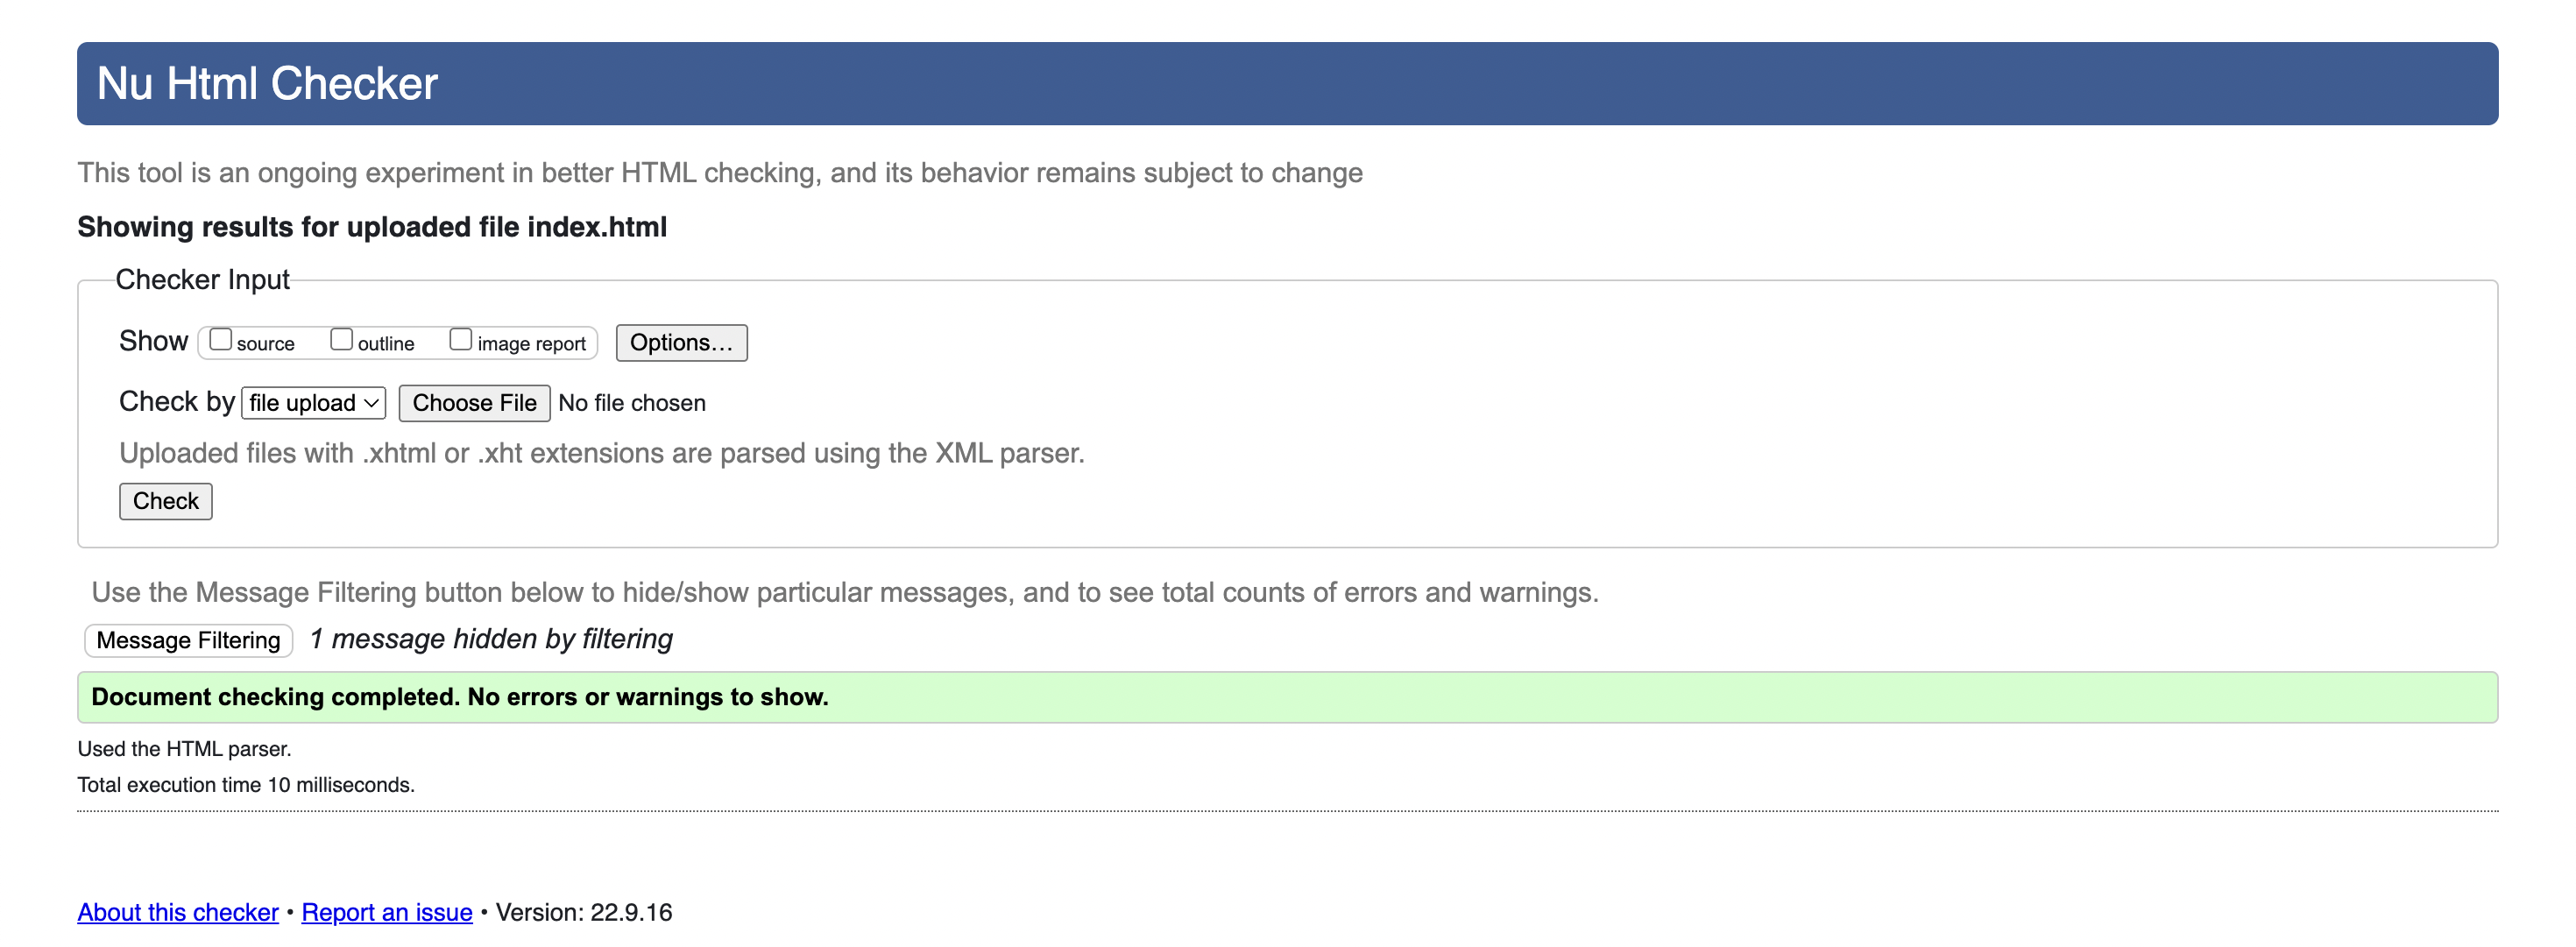 Nu Html Checker
This tool is an ongoing experiment in better HTML checking, and its behavior remains subject to change
Showing results for uploaded file index.html
Checker Input
Show source outline image report Options…
Check by file upload Choose File No file chosen
Uploaded files with .xhtml or .xht extensions are parsed using the XML parser.
Check
Use the Message Filtering button below to hide/show particular messages, and to see total counts of errors and warnings.
Message Filtering 1 message hidden by filtering
Document checking completed. No errors or warnings to show.
Used the HTML parser.
Total execution time 10 milliseconds.
About this checker • Report an issue • Version: 22.9.16